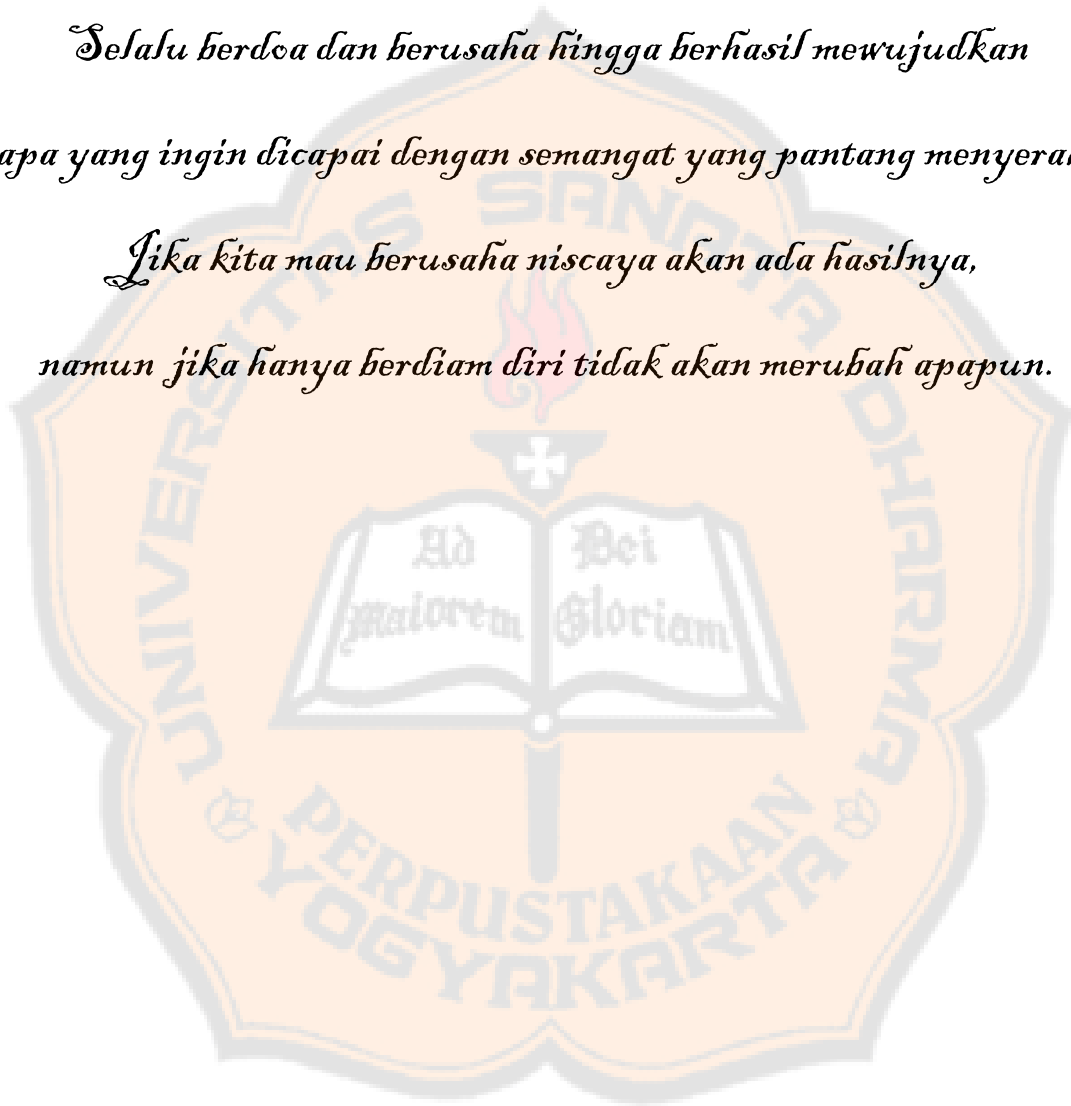 Selalu berdoa dan berusaha hingga berhasil mewujudkan
apa yang ingin dicapai dengan semangat yang pantang menyerah
Jika kita mau berusaha niscaya akan ada hasilnya,
namun jika hanya berdiam diri tidak akan merubah apapun.
UNIVERSITAS SANATA DHARMA
Ad Dei
Maiorem Gloriam
PERPUSTAKAAN
YOGYAKARTA